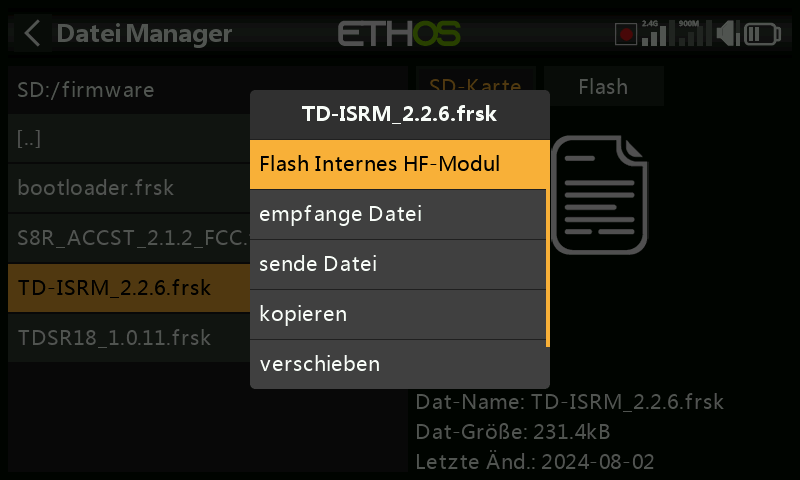 Datei Manager
ETHOS
2.4G
900M
SD:/firmware
SD-Karte
Flash
[..]
bootloader.frsk
S8R_ACCST_2.1.2_FCC.
TD-ISRM_2.2.6.frsk
TDSR18_1.0.11.frsk
TD-ISRM_2.2.6.frsk
Flash Internes HF-Modul
empfange Datei
sende Datei
kopieren
verschieben
Dat-Name: TD-ISRM_2.2.6.frsk
Dat-Größe: 231.4kB
Letzte Änd.: 2024-08-02